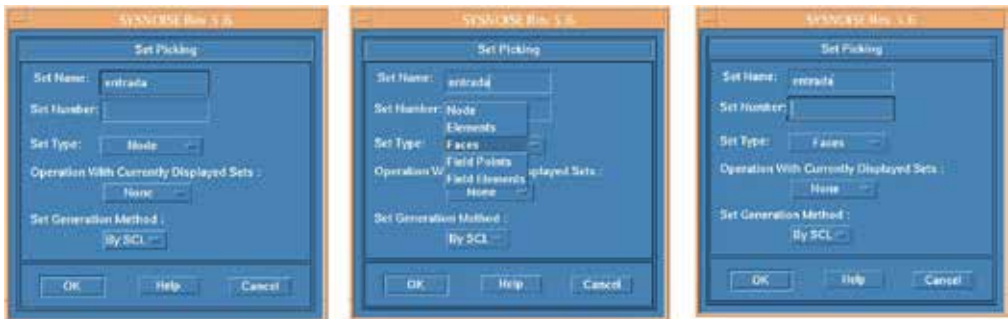 SYSNOISE Rev 5.6
Set Picking
Set Name: entrada
Set Number:
Set Type: Node
Operation With Currently Displayed Sets :
None
Set Generation Method :
By SCL
OK Help Cancel
SYSNOISE Rev 5.6
Set Picking
Set Name: entrada
Set Number:
Node
Elements
Set Type: Faces
Field Points
Operation W played Sets :
Field Elements
None
Set Generation Method :
By SCL
OK Help Cancel
SYSNOISE Rev 5.6
Set Picking
Set Name: entrada
Set Number:
Set Type: Faces
Operation With Currently Displayed Sets :
None
Set Generation Method :
By SCL
OK Help Cancel